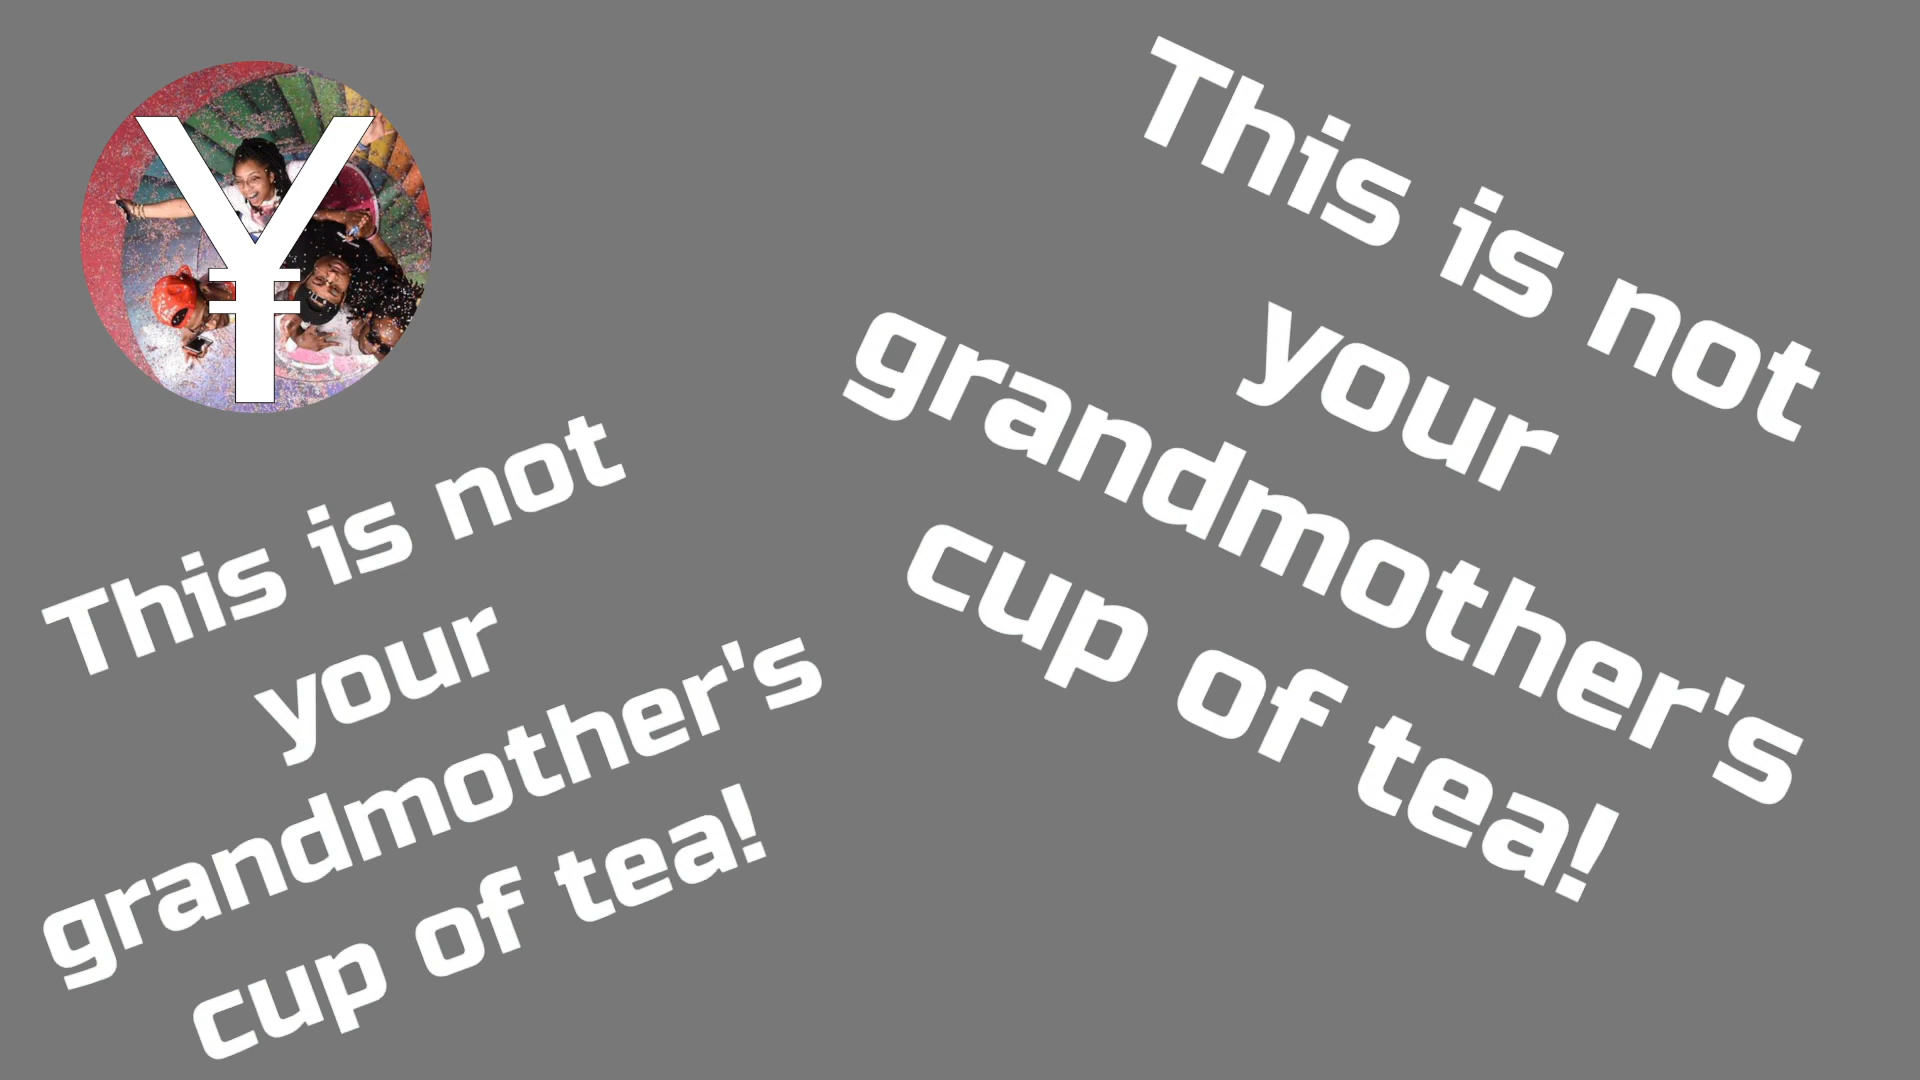 ¥
This is not
your
grandmother's
cup of tea!
This is not
your
grandmother's
cup of tea!